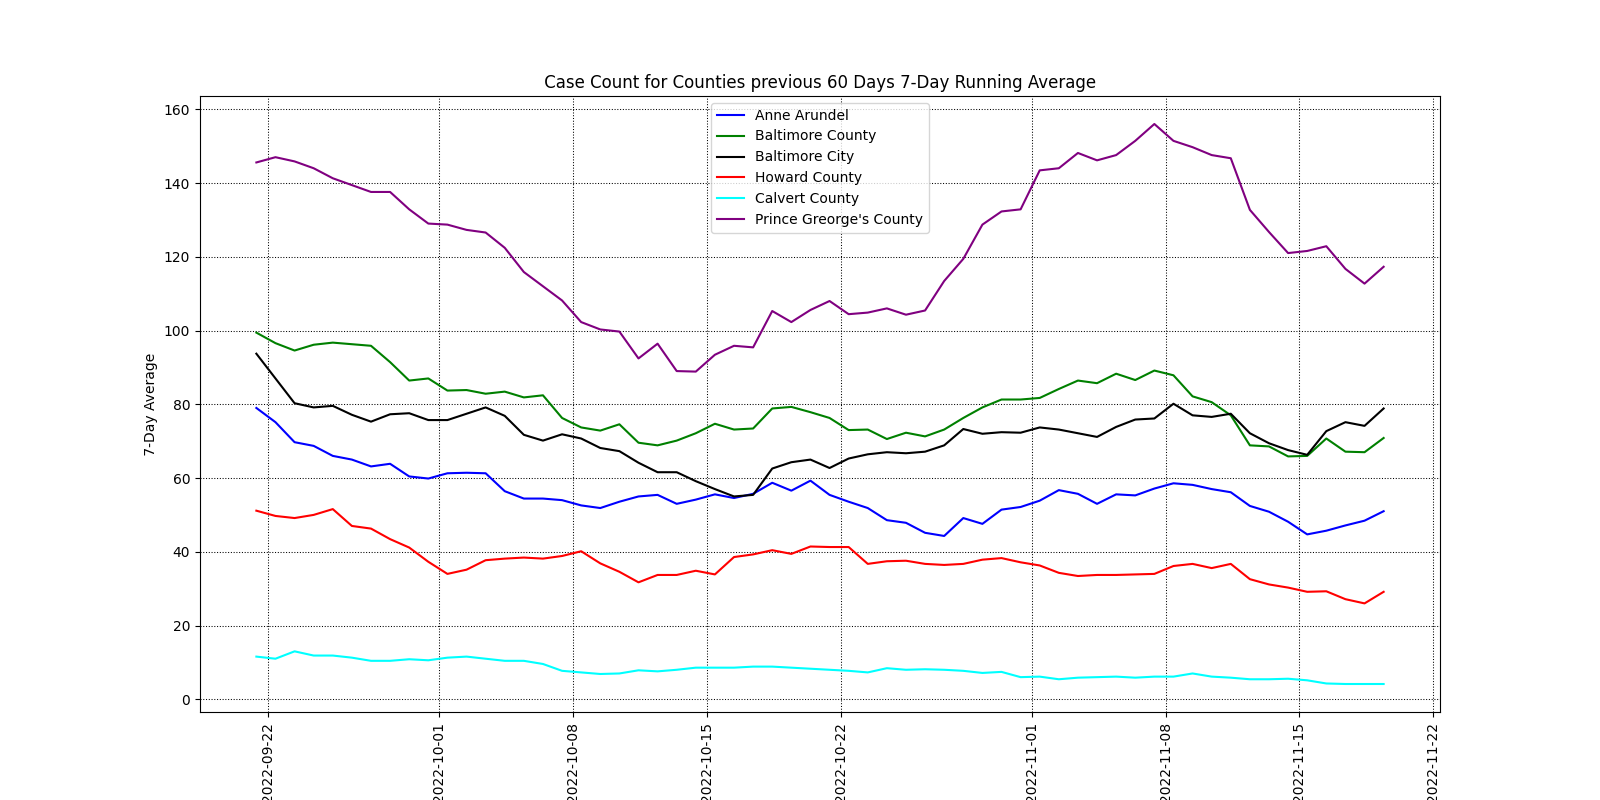 Case Count for Counties previous 60 Days 7-Day Running Average
160
140
120
100
80
60
40
20
0
7-Day Average
Anne Arundel
Baltimore County
Baltimore City
Howard County
Calvert County
Prince Greorge's County
2022-09-22
2022-10-01
2022-10-08
2022-10-15
2022-10-22
2022-11-01
2022-11-08
2022-11-15
2022-11-22